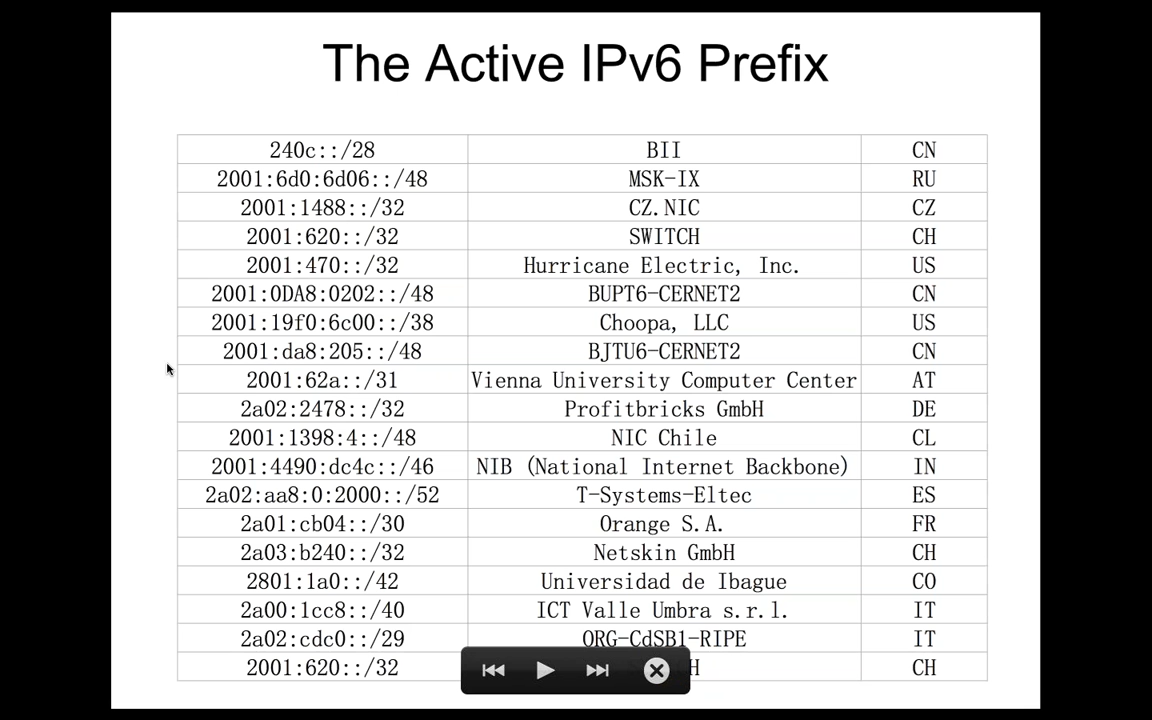 The Active IPv6 Prefix
240c::/28 BII CN
2001:6d0:6d06::/48 MSK-IX RU
2001:1488::/32 CZ.NIC CZ
2001:620::/32 SWITCH CH
2001:470::/32 Hurricane Electric, Inc. US
2001:0DA8:0202::/48 BUPT6-CERNET2 CN
2001:19f0:6c00::/38 Choopa, LLC US
2001:da8:205::/48 BJTU6-CERNET2 CN
2001:62a::/31 Vienna University Computer Center AT
2a02:2478::/32 Profitbricks GmbH DE
2001:1398:4::/48 NIC Chile CL
2001:4490:dc4c::/46 NIB (National Internet Backbone) IN
2a02:aa8:0:2000::/52 T-Systems-Eltec ES
2a01:cb04::/30 Orange S.A. FR
2a03:b240::/32 Netskin GmbH CH
2801:1a0::/42 Universidad de Ibague CO
2a00:1cc8::/40 ICT Valle Umbra s.r.l. IT
2a02:cdc0::/29 ORG-CdSB1-RIPE IT
2001:620::/32 CH